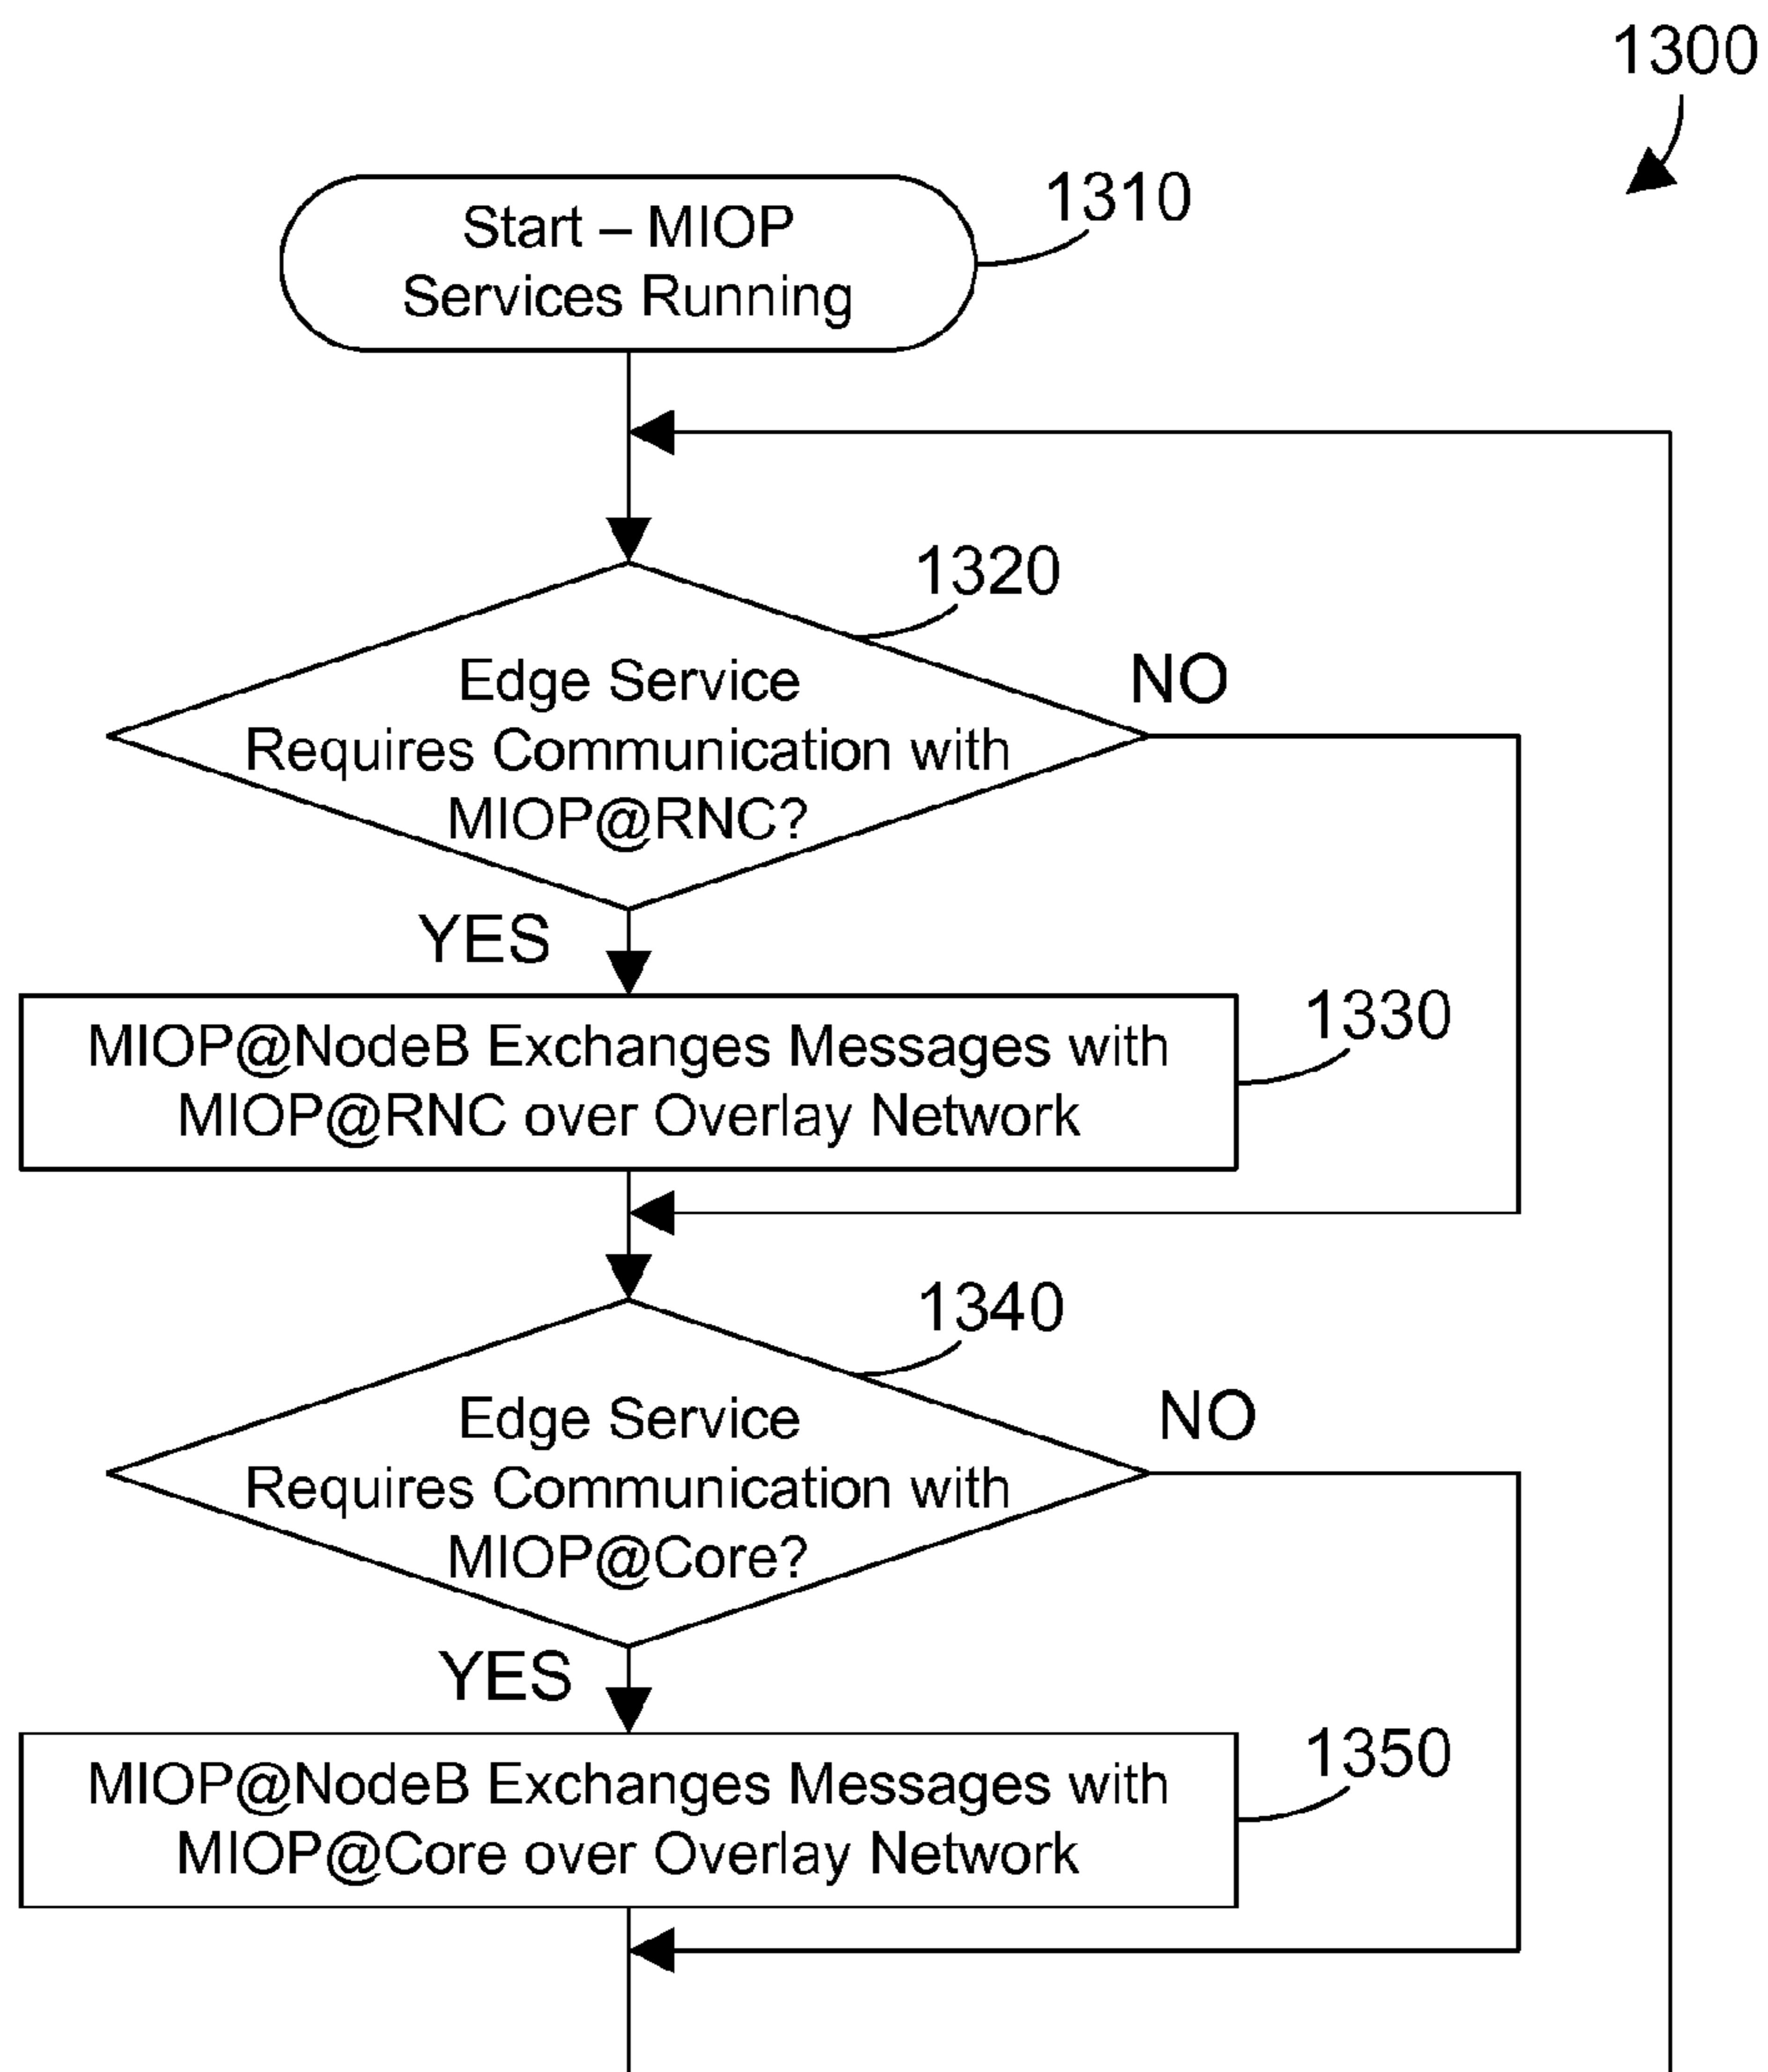 1300
1310
Start – MIOP
Services Running
1320
Edge Service
Requires Communication with
MIOP@RNC?
NO
YES
1330
MIOP@NodeB Exchanges Messages with
MIOP@RNC over Overlay Network
1340
Edge Service
Requires Communication with
MIOP@Core?
NO
YES
1350
MIOP@NodeB Exchanges Messages with
MIOP@Core over Overlay Network